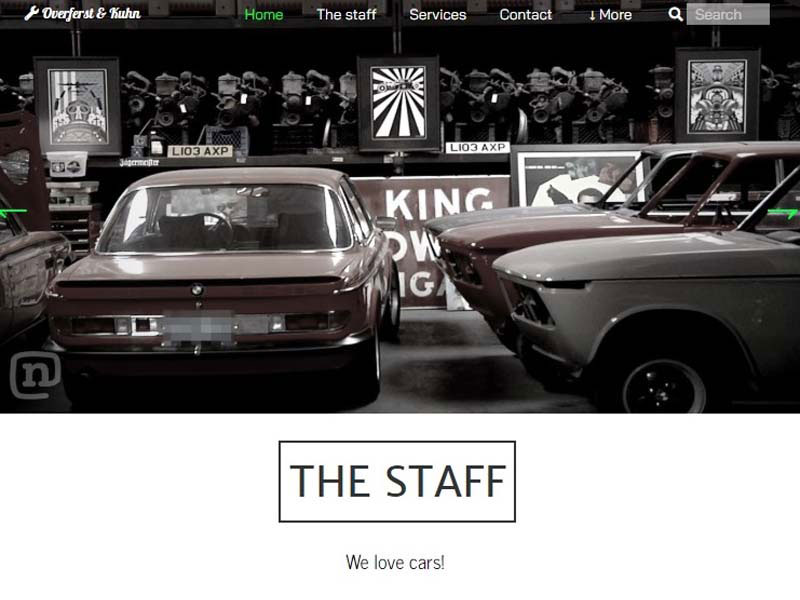 Overferst & Kuhn
Home The staff Services Contact ↓ More Search
L103 AXP
L103 AXP
Jägermeister
KING
OW
IGA
THE STAFF
We love cars!